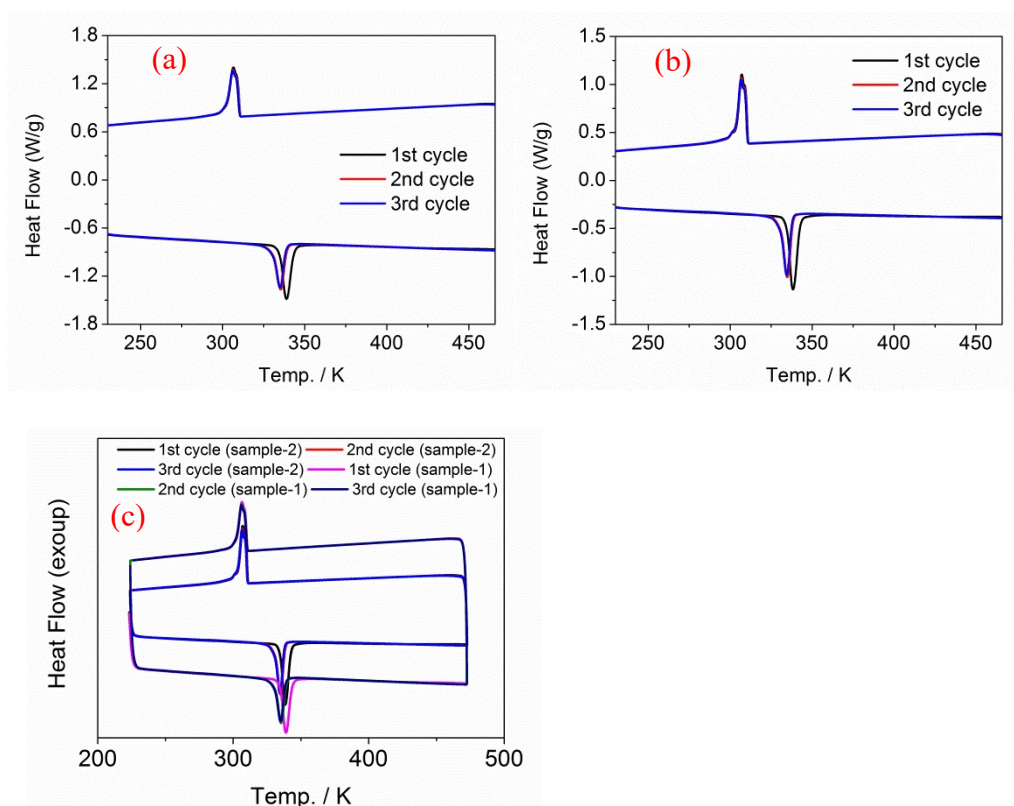 (a)
1.8
1.2
0.6
0.0
-0.6
-1.2
-1.8
Heat Flow (W/g)
1st cycle
2nd cycle
3rd cycle
250 300 350 400 450
Temp. / K
(b)
1.5
1.0
0.5
0.0
-0.5
-1.0
-1.5
Heat Flow (W/g)
1st cycle
2nd cycle
3rd cycle
250 300 350 400 450
Temp. / K
1st cycle (sample-2) 2nd cycle (sample-2)
3rd cycle (sample-2) 1st cycle (sample-1)
2nd cycle (sample-1) 3rd cycle (sample-1)
(c)
Heat Flow (exoup)
200 300 400 500
Temp. / K